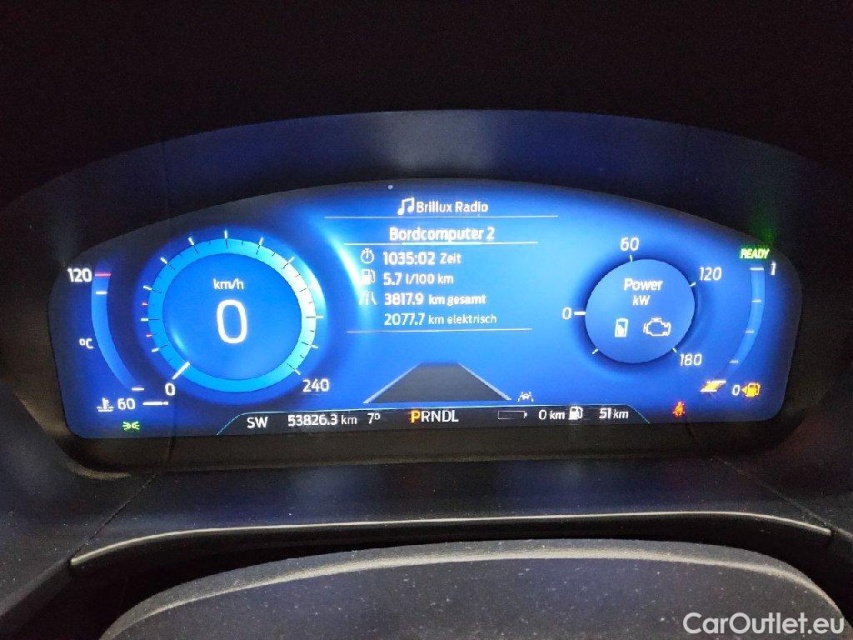 Brillux Radio
Bordcomputer 2
1035:02 Zeit
5.7 l/100 km
3817.9 km gesamt
2077.7 km elektrisch
120
°C
60
km/h
0
0
240
60
Power
kW
0
120
180
READY
1
0
SW 53826.3 km 7° PRNDL 0 km 51 km
CarOutlet.eu